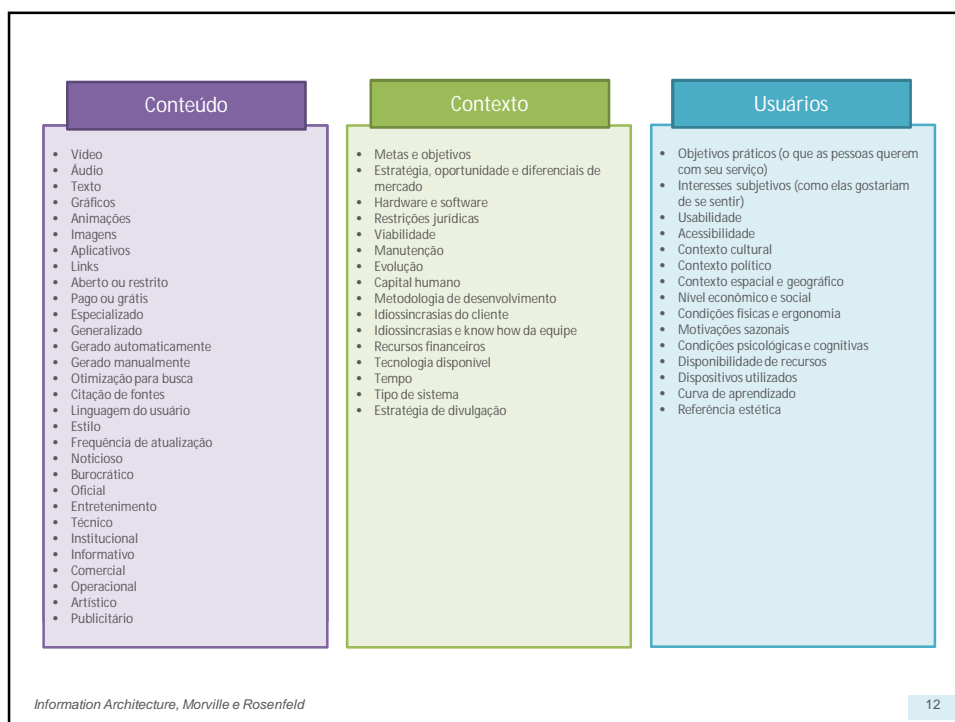 Conteúdo
• Vídeo
• Áudio
• Texto
• Gráficos
• Animações
• Imagens
• Aplicativos
• Links
• Aberto ou restrito
• Pago ou grátis
• Especializado
• Generalizado
• Gerado automaticamente
• Gerado manualmente
• Otimização para busca
• Citação de fontes
• Linguagem do usuário
• Estilo
• Frequência de atualização
• Noticioso
• Burocrático
• Oficial
• Entretenimento
• Técnico
• Institucional
• Informativo
• Comercial
• Operacional
• Artístico
• Publicitário
Contexto
• Metas e objetivos
• Estratégia, oportunidade e diferenciais de
mercado
• Hardware e software
• Restrições jurídicas
• Viabilidade
• Manutenção
• Evolução
• Capital humano
• Metodologia de desenvolvimento
• Idiossincrasias do cliente
• Idiossincrasias e know how da equipe
• Recursos financeiros
• Tecnologia disponível
• Tempo
• Tipo de sistema
• Estratégia de divulgação
Usuários
• Objetivos práticos (o que as pessoas querem
com seu serviço)
• Interesses subjetivos (como elas gostariam
de se sentir)
• Usabilidade
• Acessibilidade
• Contexto cultural
• Contexto político
• Contexto espacial e geográfico
• Nível econômico e social
• Condições físicas e ergonomia
• Motivações sazonais
• Condições psicológicas e cognitivas
• Disponibilidade de recursos
• Dispositivos utilizados
• Curva de aprendizado
• Referência estética
Information Architecture, Morville e Rosenfeld
12